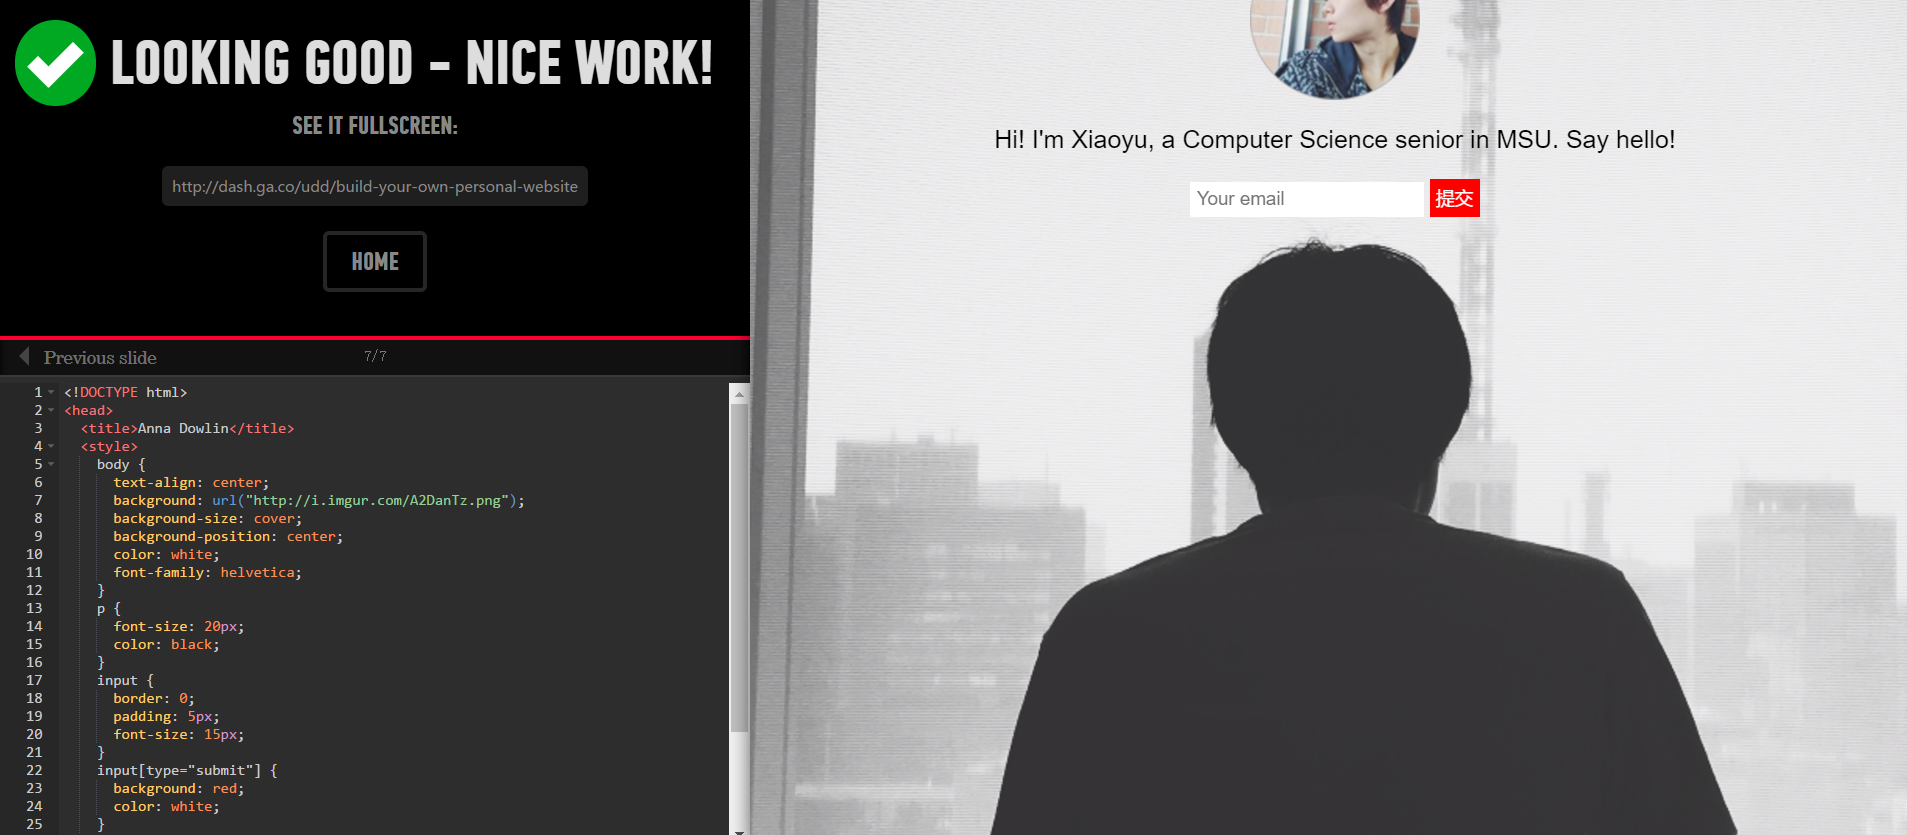 LOOKING GOOD - NICE WORK!
SEE IT FULLSCREEN:
http://dash.ga.co/udd/build-your-own-personal-website
HOME
Previous slide
7/7
1 <!DOCTYPE html>
2 <head>
3 <title>Anna Dowlin</title>
4 <style>
5 body {
6 text-align: center;
7 background: url("http://i.imgur.com/A2DanTz.png");
8 background-size: cover;
9 background-position: center;
10 color: white;
11 font-family: helvetica;
12 }
13 p {
14 font-size: 20px;
15 color: black;
16 }
17 input {
18 border: 0;
19 padding: 5px;
20 font-size: 15px;
21 }
22 input[type="submit"] {
23 background: red;
24 color: white;
25 }
Hi! I'm Xiaoyu, a Computer Science senior in MSU. Say hello!
Your email
提交